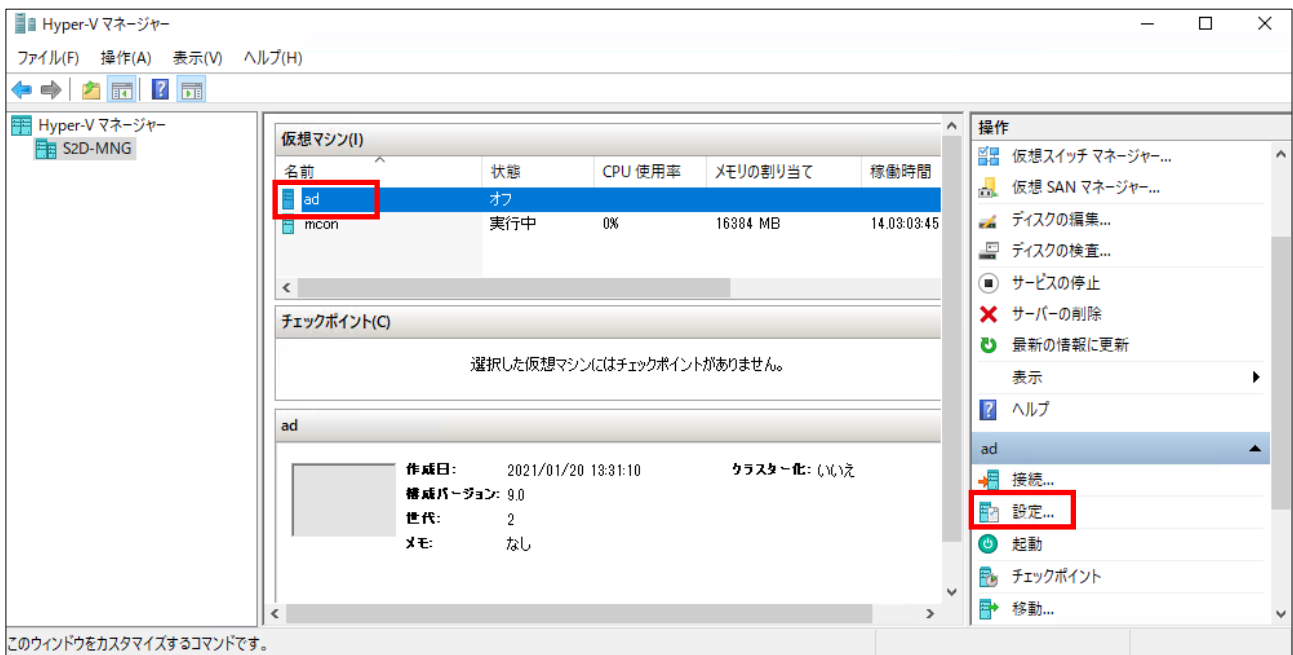 Hyper-V マネージャー
ファイル(F) 操作(A) 表示(V) ヘルプ(H)
Hyper-V マネージャー
S2D-MNG
仮想マシン(I)
名前 状態 CPU 使用率 メモリの割り当て 稼働時間
ad オフ
mcon 実行中 0% 16384 MB 14.03:03:45
チェックポイント(C)
選択した仮想マシンにはチェックポイントがありません。
ad
作成日: 2021/01/20 13:31:10 クラスター化: いいえ
構成バージョン: 9.0
世代: 2
メモ: なし
操作
仮想スイッチ マネージャー...
仮想 SAN マネージャー...
ディスクの編集...
ディスクの検査...
サービスの停止
サーバーの削除
最新の情報に更新
表示
ヘルプ
ad
接続...
設定...
起動
チェックポイント
移動...
このウィンドウをカスタマイズするコマンドです。